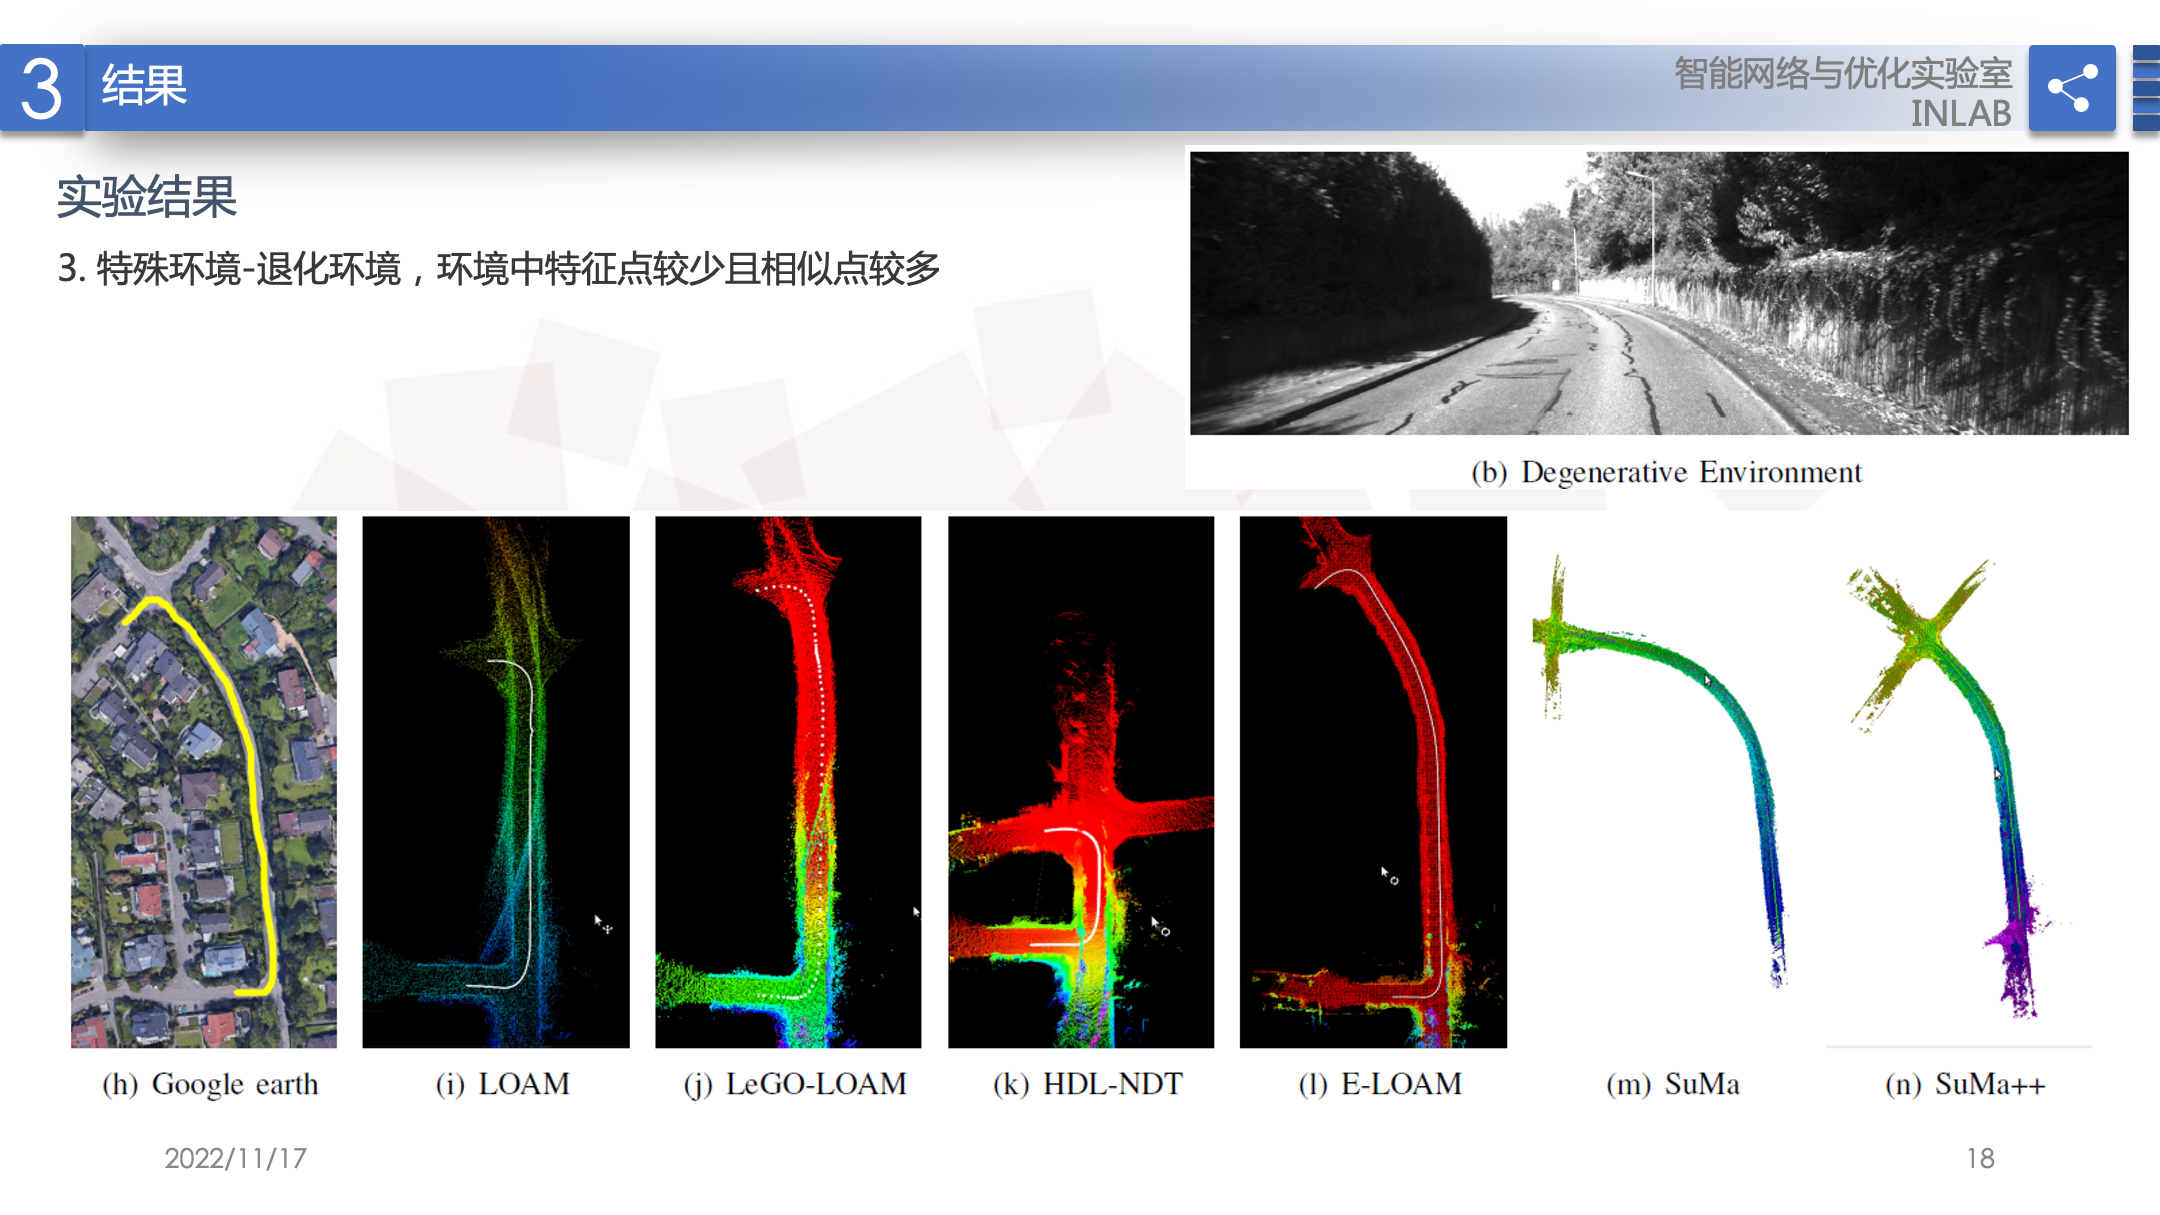 3 结果
智能网络与优化实验室
INLAB
实验结果
3. 特殊环境-退化环境，环境中特征点较少且相似点较多
(b) Degenerative Environment
(h) Google earth
(i) LOAM
(j) LeGO-LOAM
(k) HDL-NDT
(l) E-LOAM
(m) SuMa
(n) SuMa++
2022/11/17
18